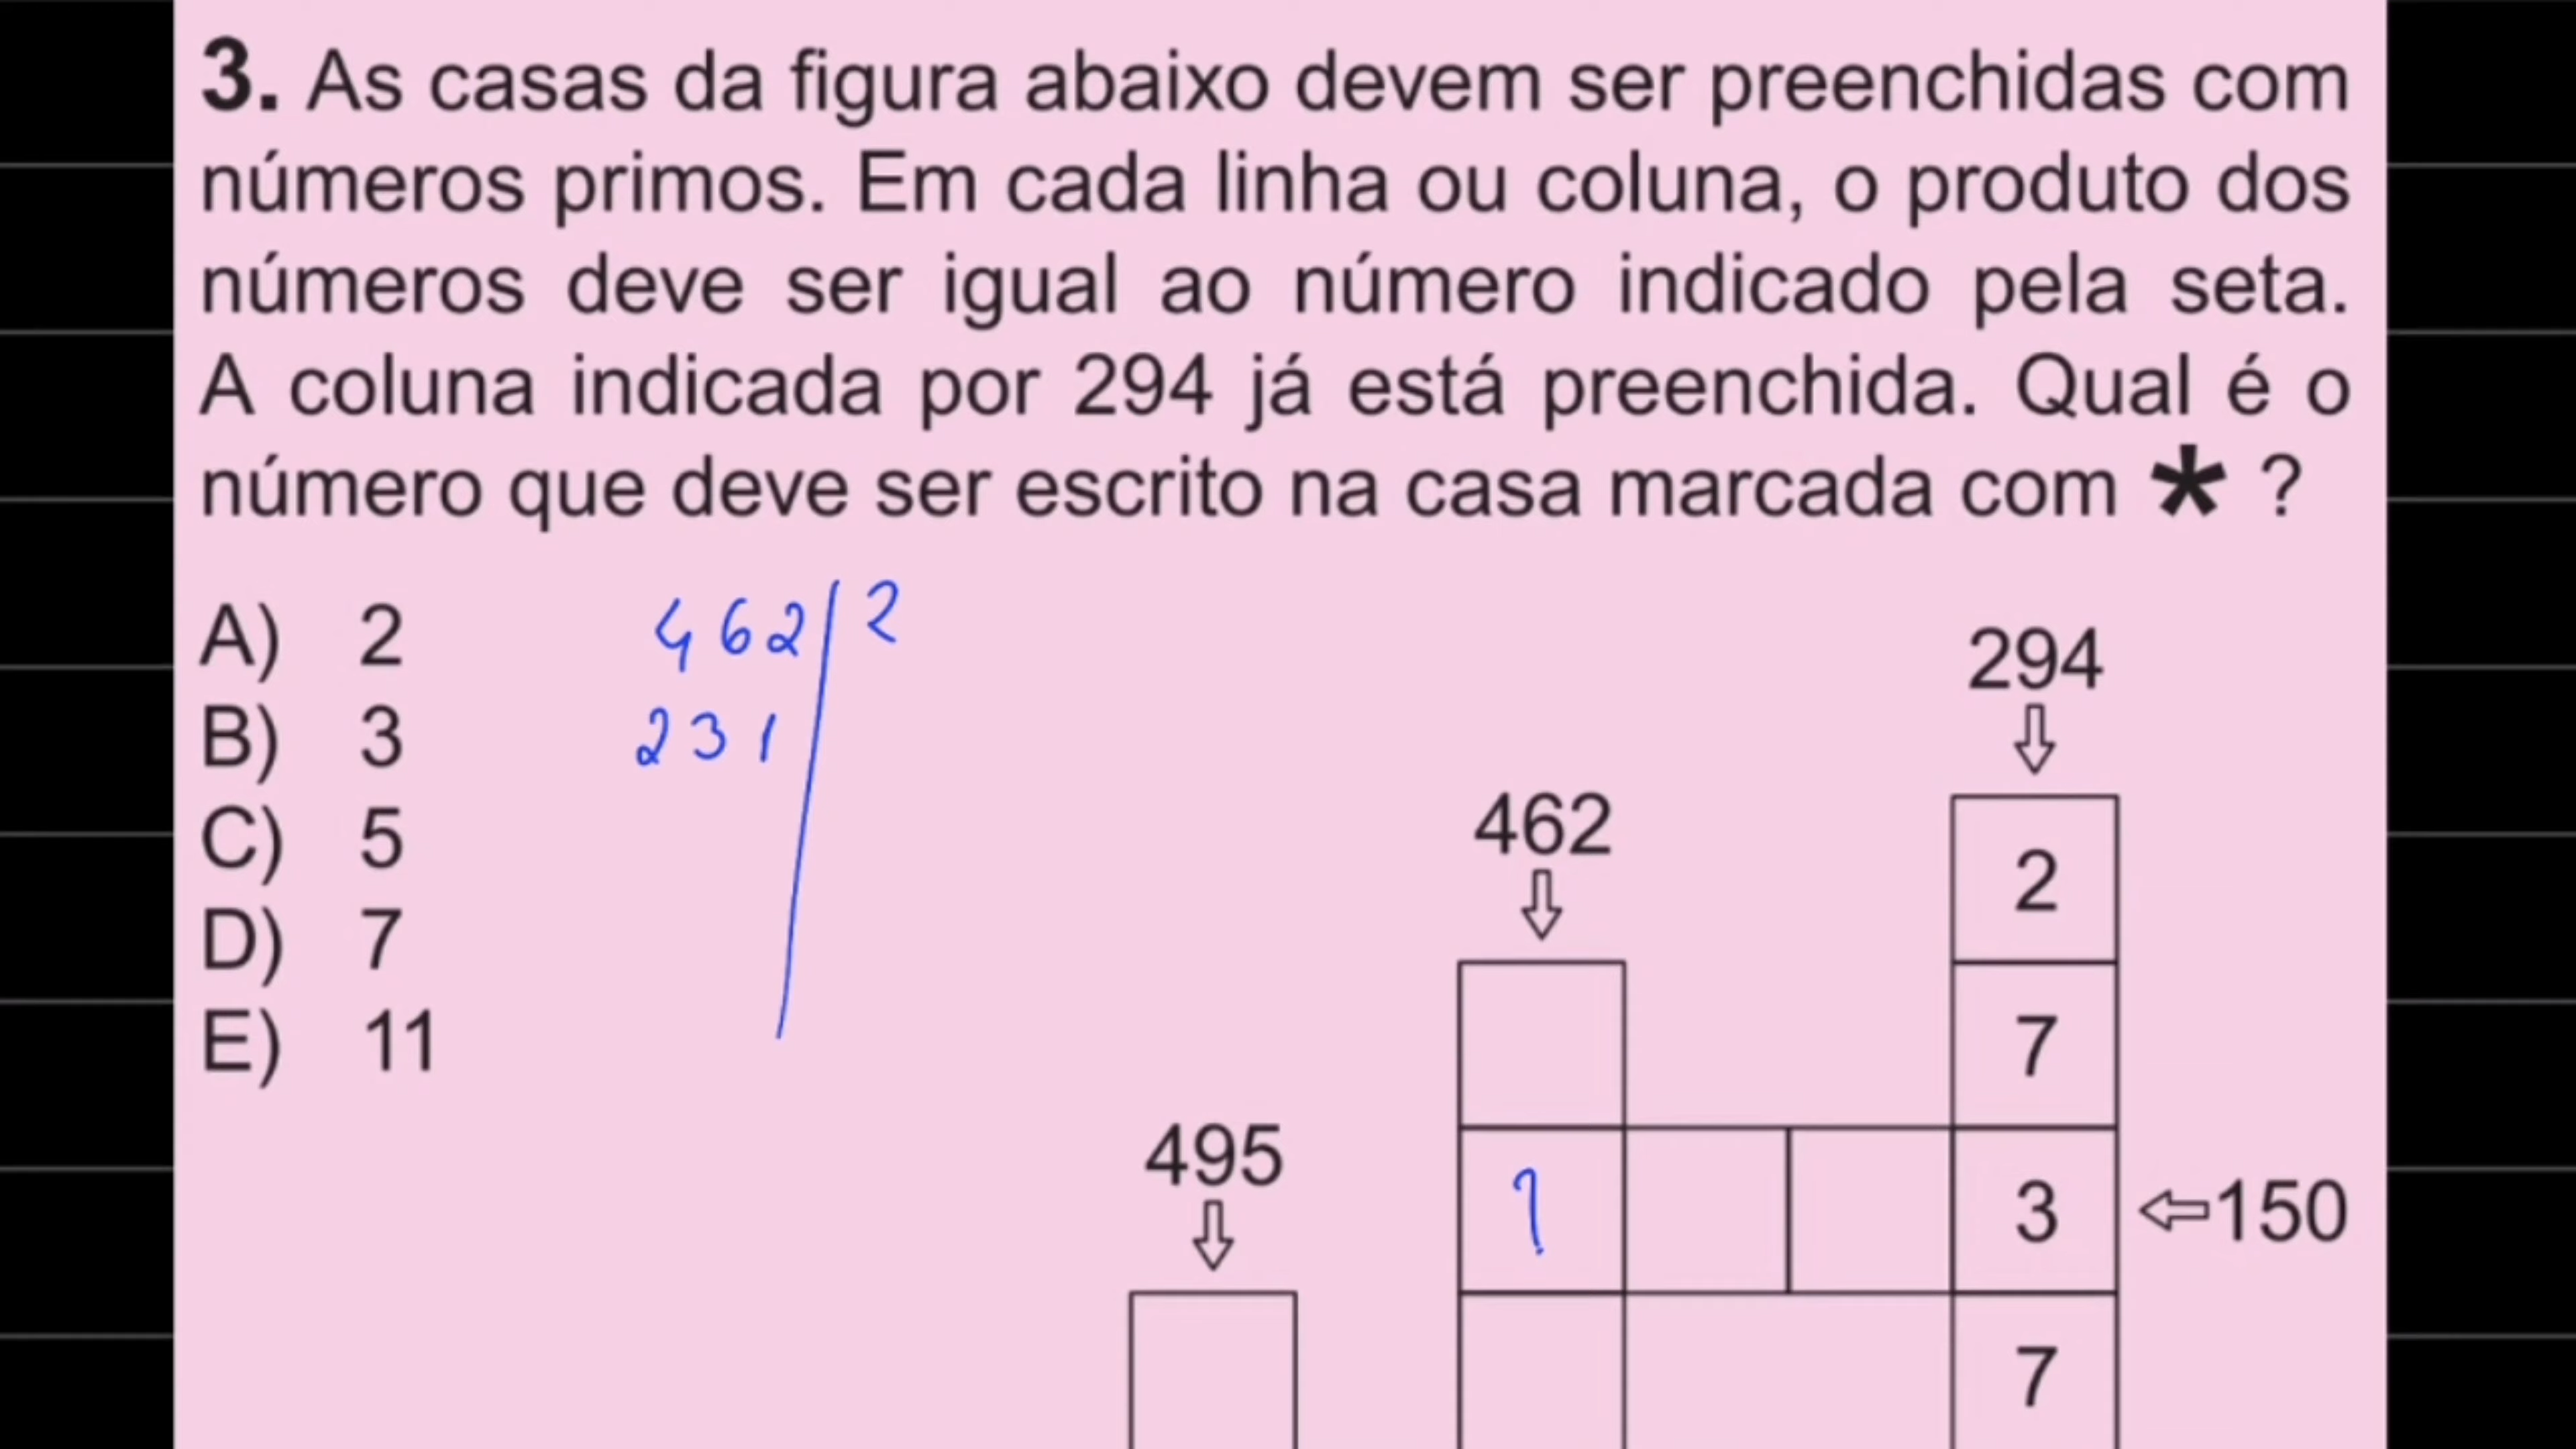 3. As casas da figura abaixo devem ser preenchidas com
números primos. Em cada linha ou coluna, o produto dos
números deve ser igual ao número indicado pela seta.
A coluna indicada por 294 já está preenchida. Qual é o
número que deve ser escrito na casa marcada com * ?
A) 2
B) 3
C) 5
D) 7
E) 11
462 2
231
294
462
2
7
495
?
3
150
7